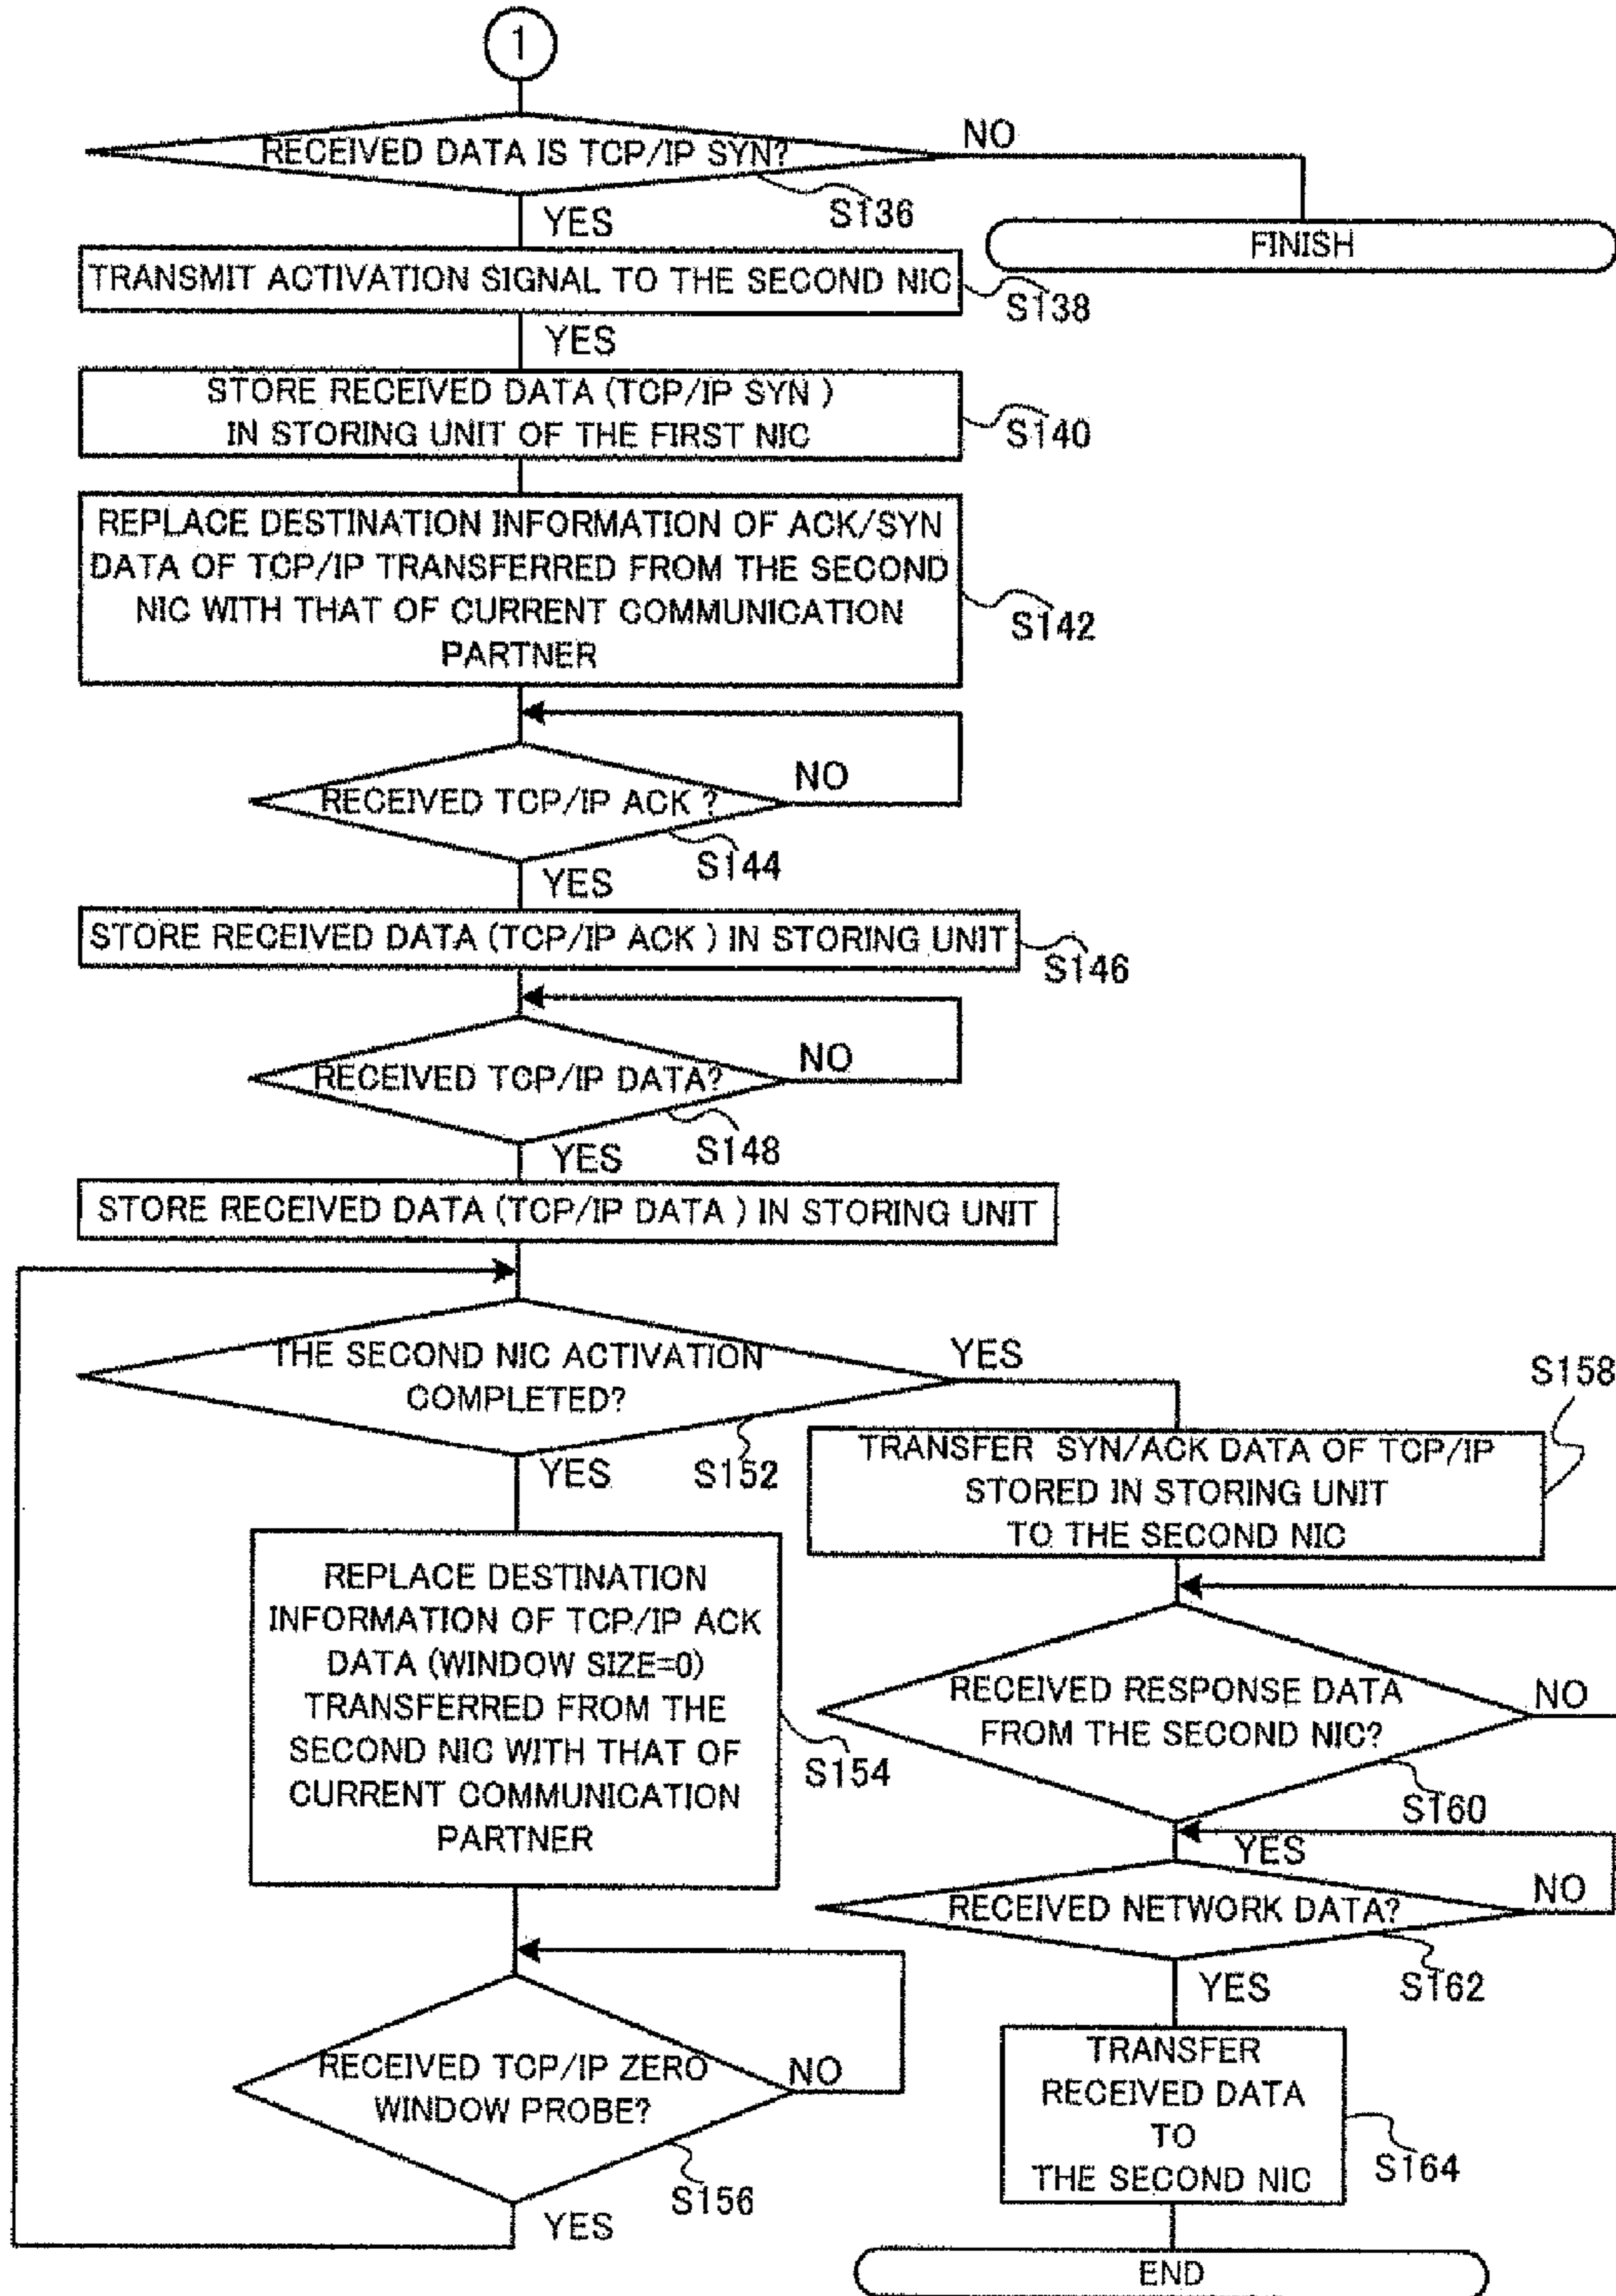 1
RECEIVED DATA IS TCP/IP SYN?
NO
S136
YES
FINISH
TRANSMIT ACTIVATION SIGNAL TO THE SECOND NIC
S138
YES
STORE RECEIVED DATA (TCP/IP SYN )
IN STORING UNIT OF THE FIRST NIC
S140
REPLACE DESTINATION INFORMATION OF ACK/SYN
DATA OF TCP/IP TRANSFERRED FROM THE SECOND
NIC WITH THAT OF CURRENT COMMUNICATION
PARTNER
S142
RECEIVED TCP/IP ACK ?
NO
S144
YES
STORE RECEIVED DATA (TCP/IP ACK ) IN STORING UNIT
S146
RECEIVED TCP/IP DATA?
NO
S148
YES
STORE RECEIVED DATA (TCP/IP DATA ) IN STORING UNIT
THE SECOND NIC ACTIVATION
COMPLETED?
YES
S152
YES
S158
TRANSFER SYN/ACK DATA OF TCP/IP
STORED IN STORING UNIT
TO THE SECOND NIC
REPLACE DESTINATION
INFORMATION OF TCP/IP ACK
DATA (WINDOW SIZE=0)
TRANSFERRED FROM THE
SECOND NIC WITH THAT OF
CURRENT COMMUNICATION
PARTNER
S154
RECEIVED RESPONSE DATA
FROM THE SECOND NIC?
NO
S160
YES
RECEIVED NETWORK DATA?
NO
S162
YES
RECEIVED TCP/IP ZERO
WINDOW PROBE?
NO
S156
YES
TRANSFER
RECEIVED DATA
TO
THE SECOND NIC
S164
END